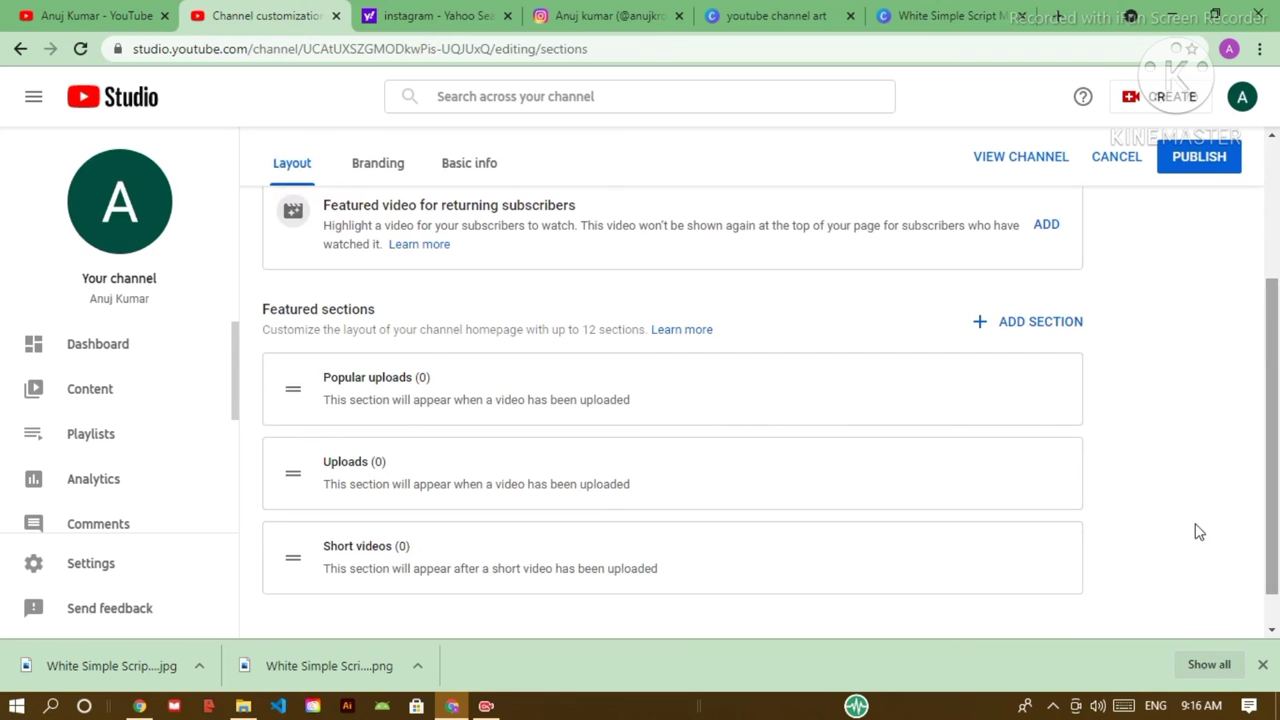 Anuj Kumar - YouTube
Channel customizatio
instagram - Yahoo Sea
Anuj kumar (@anujkro
youtube channel art
White Simple Script M
Recorded with iFun Screen Recorder
studio.youtube.com/channel/UCAtUXSZGMODkwPis-UQJUxQ/editing/sections
A
Studio
Search across your channel
CREATE
A
K
KINEMASTER
Layout
Branding
Basic info
VIEW CHANNEL
CANCEL
PUBLISH
A
Your channel
Anuj Kumar
Dashboard
Content
Playlists
Analytics
Comments
Settings
Send feedback
Featured video for returning subscribers
Highlight a video for your subscribers to watch. This video won't be shown again at the top of your page for subscribers who have
watched it. Learn more
ADD
Featured sections
Customize the layout of your channel homepage with up to 12 sections. Learn more
ADD SECTION
Popular uploads (0)
This section will appear when a video has been uploaded
Uploads (0)
This section will appear when a video has been uploaded
Short videos (0)
This section will appear after a short video has been uploaded
White Simple Scrip....jpg
White Simple Scri....png
Show all
Ai
ENG
9:16 AM